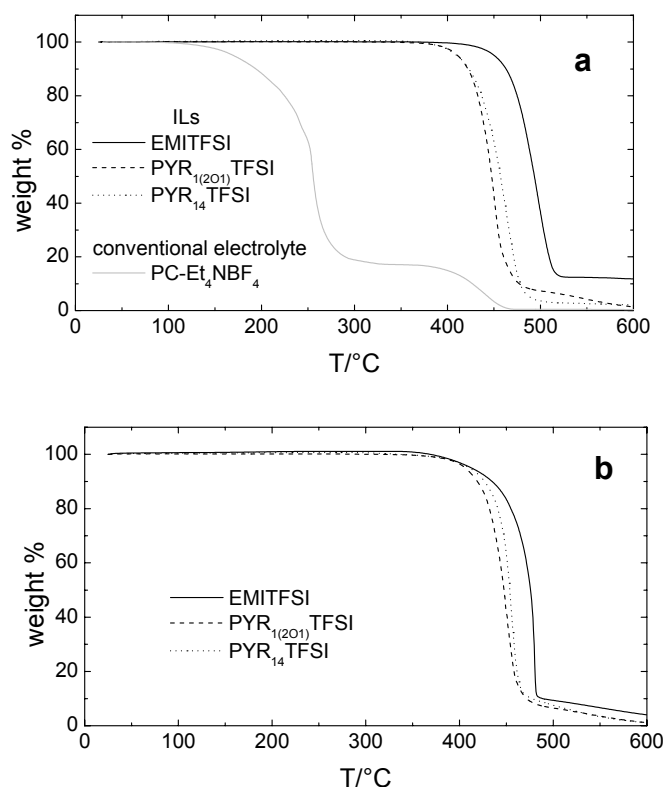 100
80
60
40
20
0
weight %
a
ILs
EMITFSI
PYR1(2O1)TFSI
PYR14TFSI
conventional electrolyte
PC-Et4NBF4
0 100 200 300 400 500 600
T/°C
100
80
60
40
20
0
weight %
b
EMITFSI
PYR1(2O1)TFSI
PYR14TFSI
0 100 200 300 400 500 600
T/°C